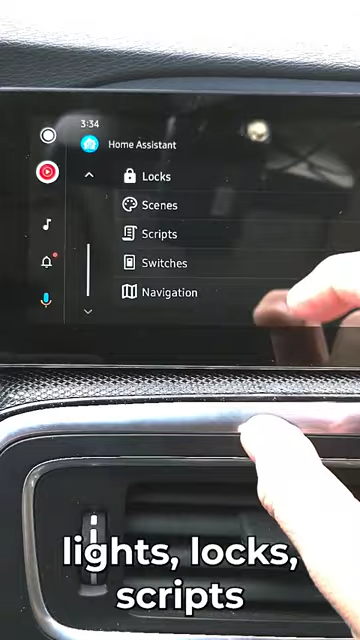 3:34
Home Assistant
Locks
Scenes
Scripts
Switches
Navigation
lights, locks,
scripts